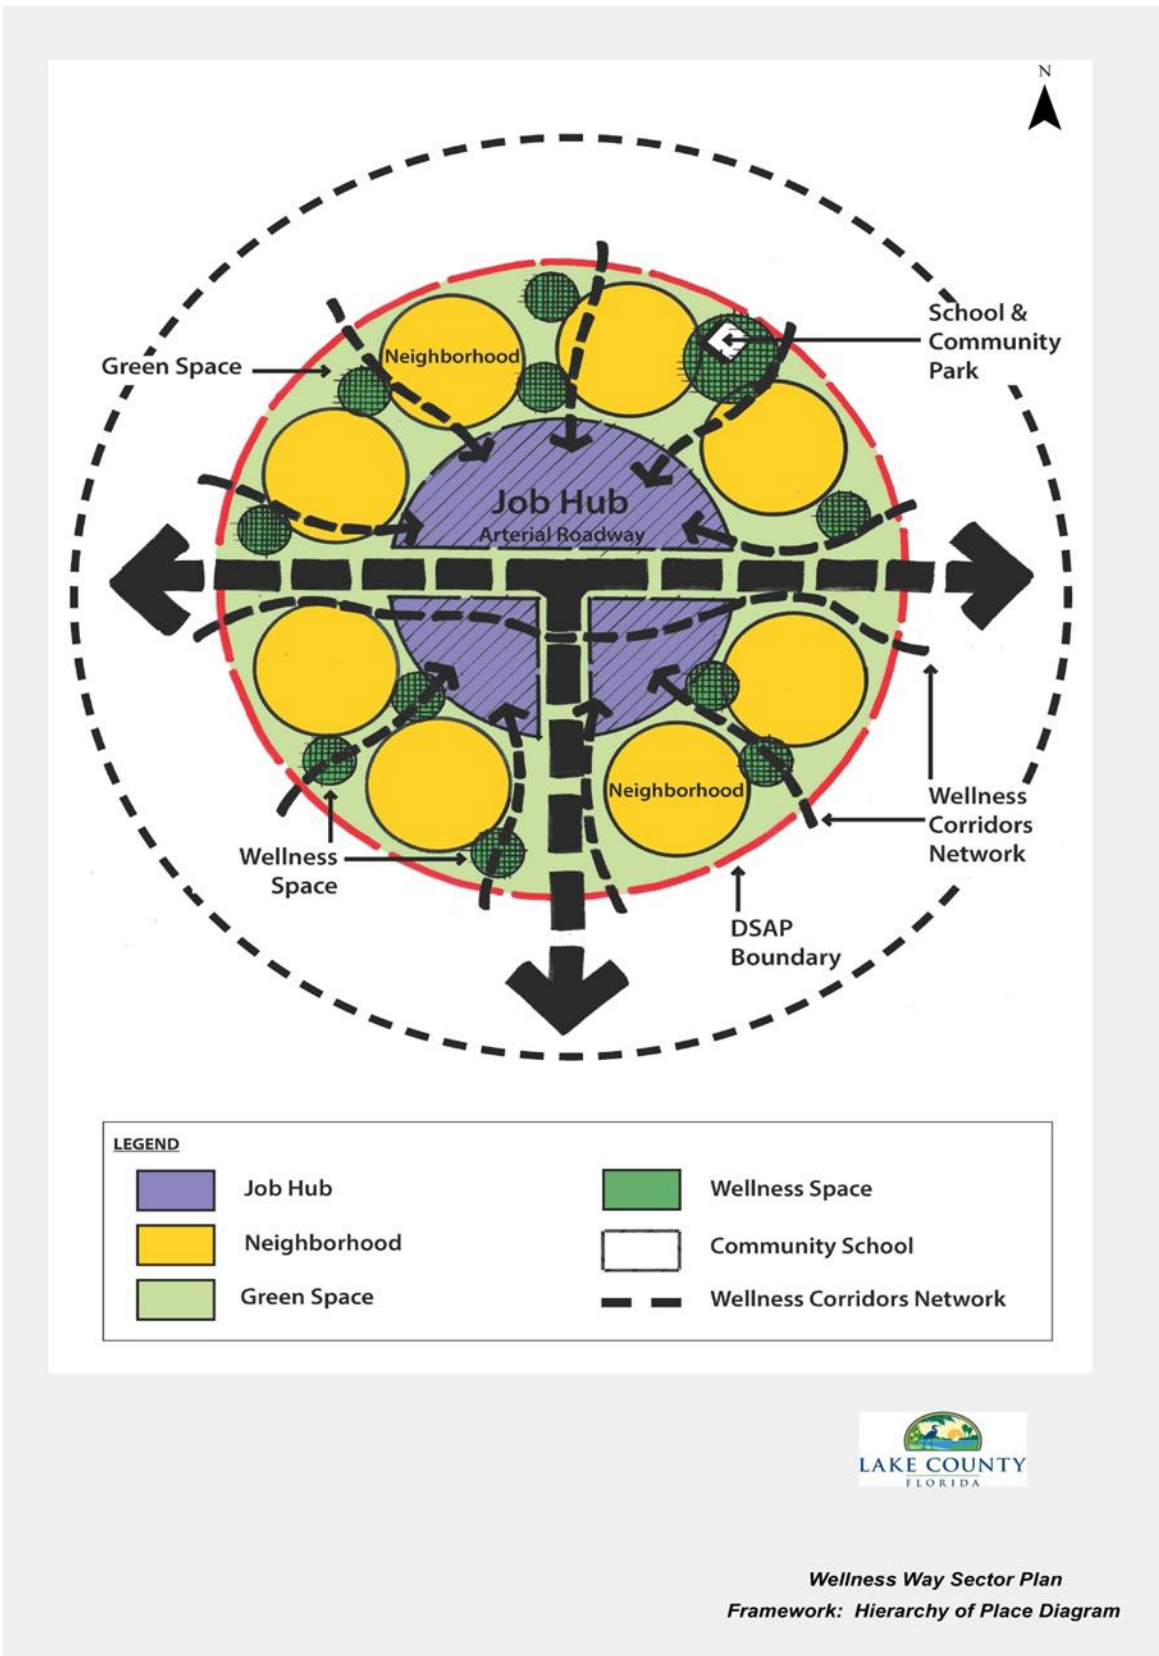 N
School &
Community
Park
Green Space
Neighborhood
Job Hub
Arterial Roadway
Neighborhood
Wellness
Corridors
Network
Wellness
Space
DSAP
Boundary
LEGEND
Job Hub
Neighborhood
Green Space
Wellness Space
Community School
Wellness Corridors Network
LAKE COUNTY
FLORIDA
Wellness Way Sector Plan
Framework: Hierarchy of Place Diagram